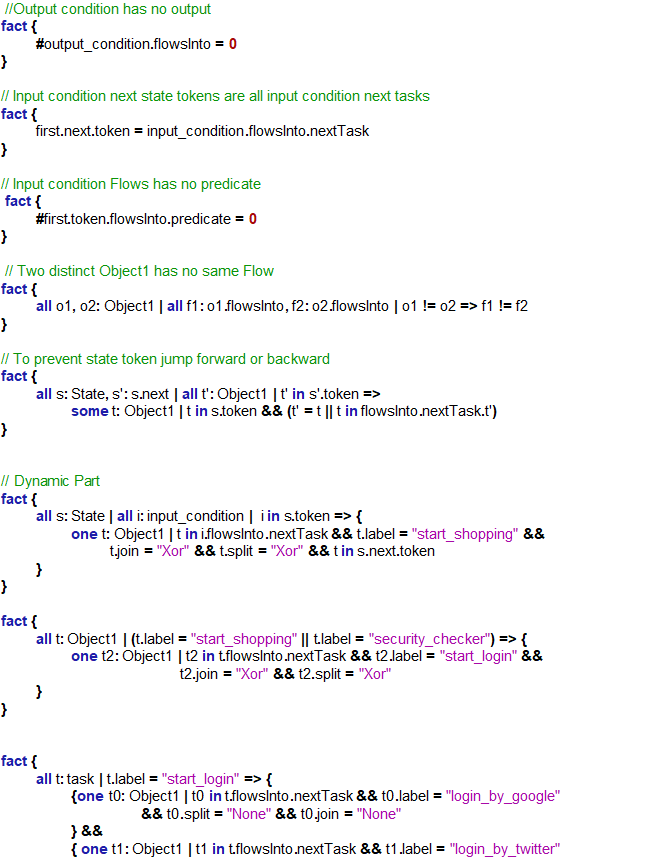 //Output condition has no output
fact {
#output_condition.flowsInto = 0
}
// Input condition next state tokens are all input condition next tasks
fact {
first.next.token = input_condition.flowsInto.nextTask
}
// Input condition Flows has no predicate
fact {
#first.token.flowsInto.predicate = 0
}
// Two distinct Object1 has no same Flow
fact {
all o1, o2: Object1 | all f1: o1.flowsInto, f2: o2.flowsInto | o1 != o2 => f1 != f2
}
// To prevent state token jump forward or backward
fact {
all s: State, s': s.next | all t': Object1 | t' in s'.token =>
some t: Object1 | t in s.token && (t' = t || t in flowsInto.nextTask.t')
}
// Dynamic Part
fact {
all s: State | all i: input_condition | i in s.token => {
one t: Object1 | t in i.flowsInto.nextTask && t.label = "start_shopping" &&
t.join = "Xor" && t.split = "Xor" && t in s.next.token
}
}
fact {
all t: Object1 | (t.label = "start_shopping" || t.label = "security_checker") => {
one t2: Object1 | t2 in t.flowsInto.nextTask && t2.label = "start_login" &&
t2.join = "Xor" && t2.split = "Xor"
}
}
fact {
all t: task | t.label = "start_login" => {
{one t0: Object1 | t0 in t.flowsInto.nextTask && t0.label = "login_by_google"
&& t0.split = "None" && t0.join = "None"
} &&
{ one t1: Object1 | t1 in t.flowsInto.nextTask && t1.label = "login_by_twitter"